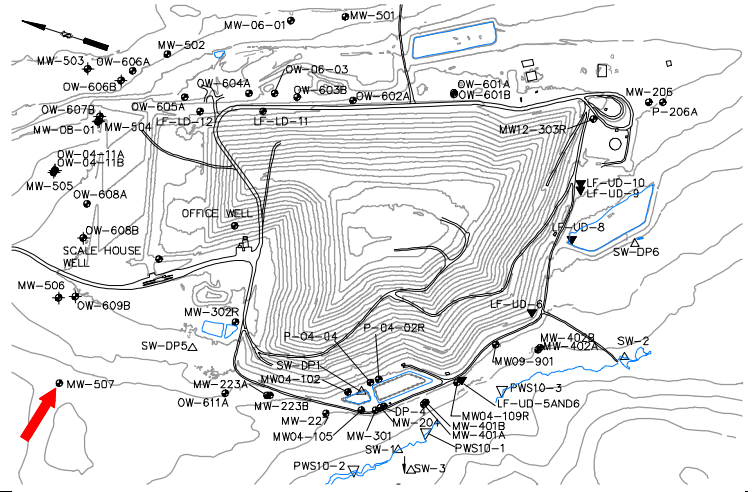 MW-501
MW-06-01
N
MW-502
MW-503
OW-606A
OW-606B
OW-604A
OW-06-03
OW-603B
OW-602A
OW-601A
OW-601B
MW-206
P-206A
OW-605A
LF-LD-12
LF-LD-11
OW-607B
MW-08-01
MW-504
MW12-303R
OW-04-11A
OW-04-11B
MW-505
OW-608A
LF-UD-10
LF-UD-9
OFFICE WELL
OW-608B
LF-UD-8
SW-DP6
SCALE HOUSE
WELL
MW-506
OW-609B
MW-302R
LF-UD-6
P-04-04
P-04-02R
MW-402B
MW-402A
SW-2
SW-DP5
SW-DP1
MW09-901
MW04-102
MW-507
MW-223A
OW-611A
MW-223B
PWS10-3
LF-UD-5AND6
MW-227
DP-4
MW04-109R
MW-204
MW-401B
MW-401A
MW04-105
MW-301
SW-1
PWS10-1
PWS10-2
SW-3